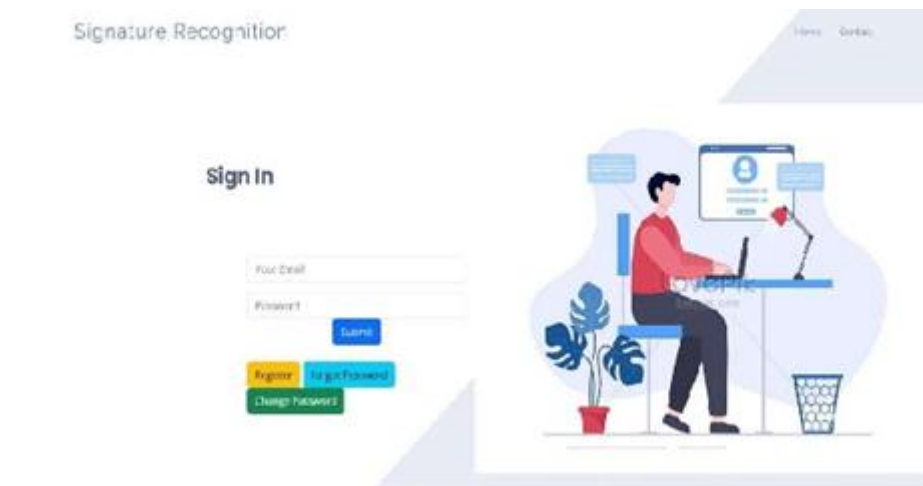 Signature Recognition
Home Contact
Sign In
Your Email
Password
Submit
Register Forgot Password
Change Password